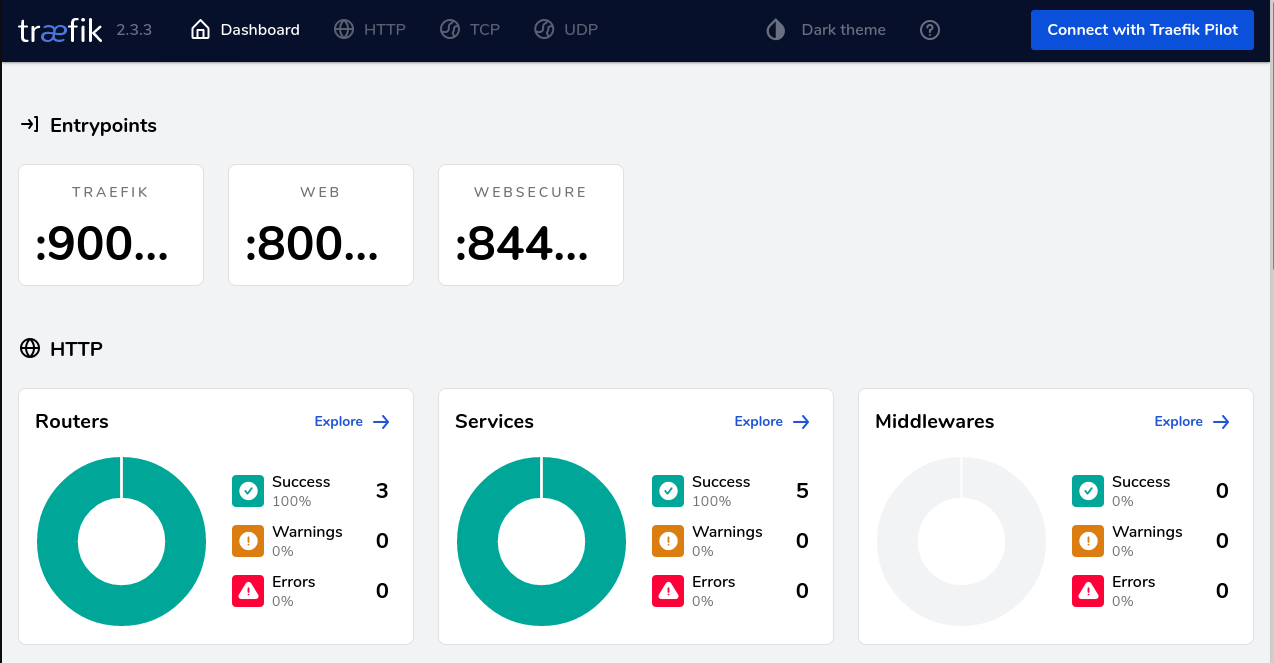 træfik 2.3.3 Dashboard HTTP TCP UDP Dark theme Connect with Traefik Pilot
Entrypoints
TRAEFIK WEB WEBSECURE
:900... :800... :844...
HTTP
Routers Explore
Success 3
100%
Warnings 0
0%
Errors 0
0%
Services Explore
Success 5
100%
Warnings 0
0%
Errors 0
0%
Middlewares Explore
Success 0
0%
Warnings 0
0%
Errors 0
0%